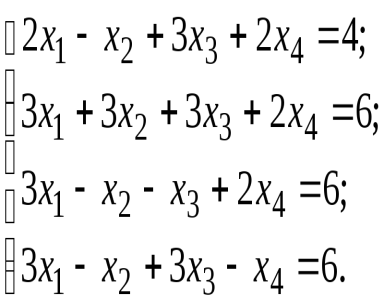 2x₁ - x₂ + 3x₃ + 2x₄ =4;
3x₁ + 3x₂ + 3x₃ + 2x₄ =6;
3x₁ - x₂ - x₃ + 2x₄ =6;
3x₁ - x₂ + 3x₃ - x₄ =6.